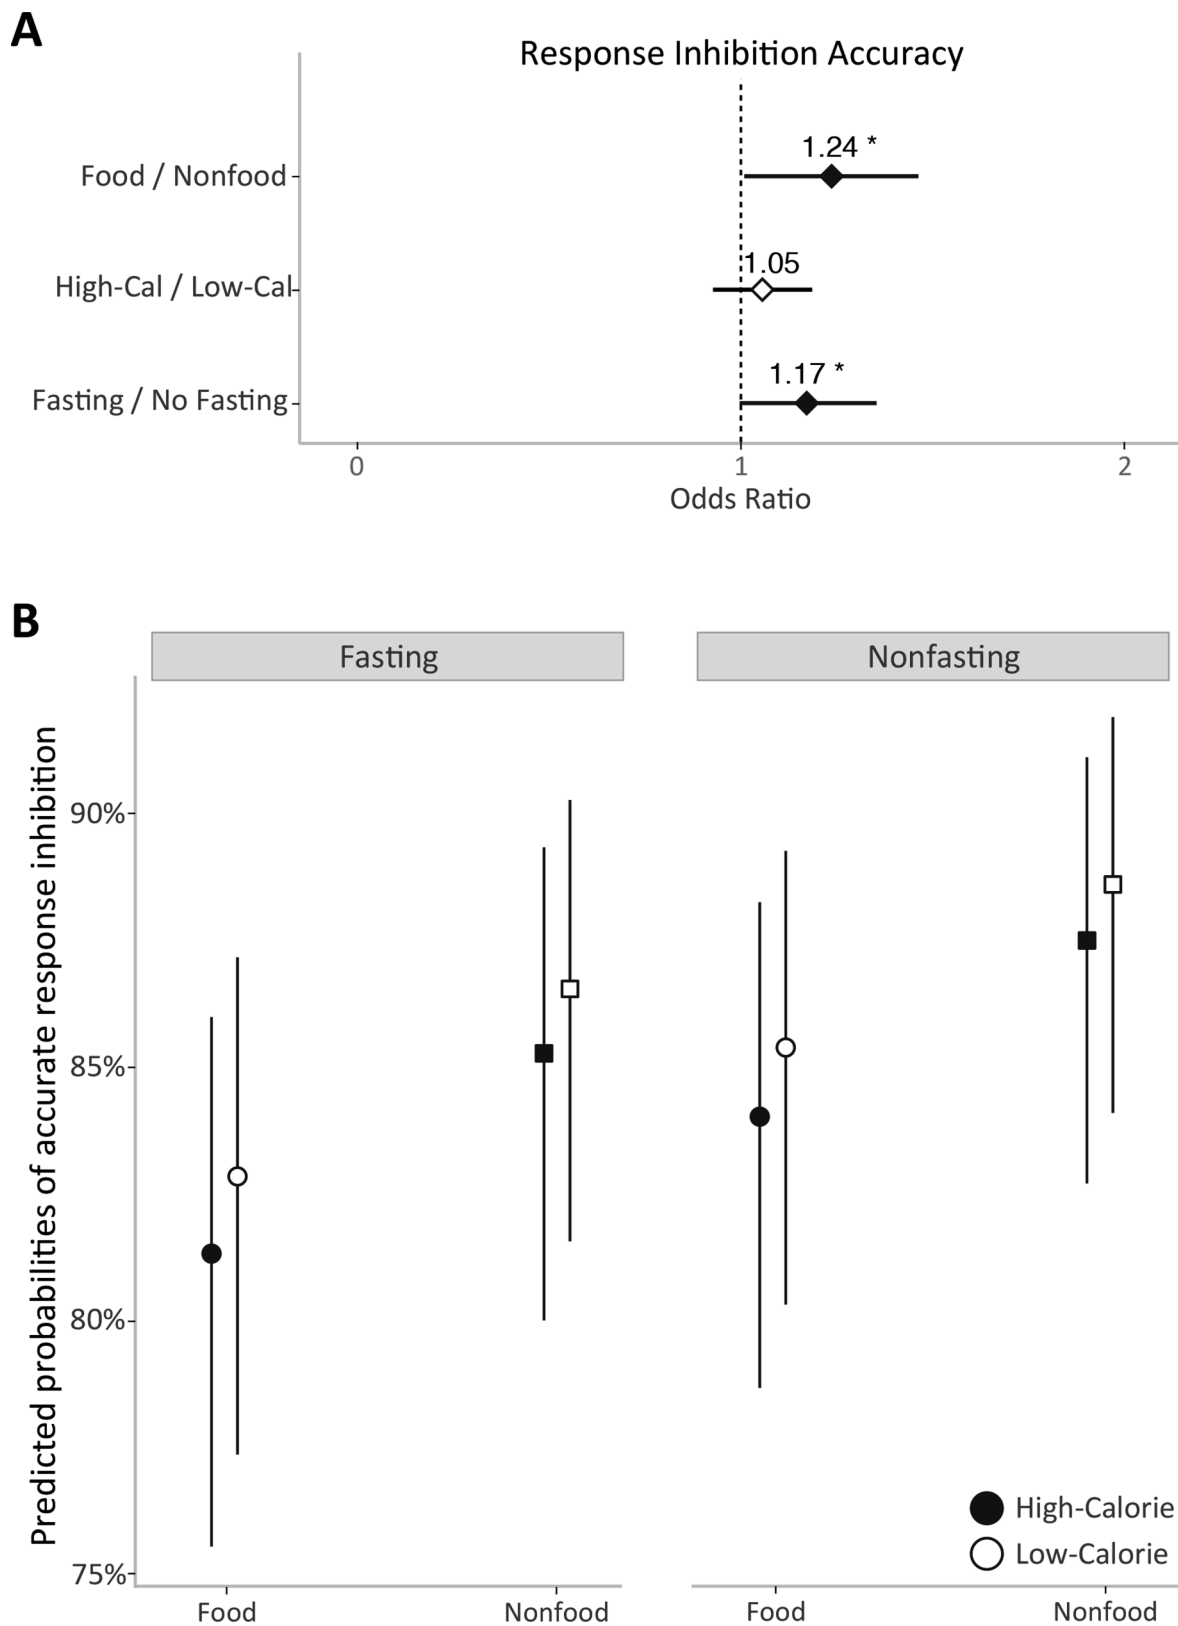 A
Response Inhibition Accuracy
Food / Nonfood
1.24 *
High-Cal / Low-Cal
1.05
Fasting / No Fasting
1.17 *
0 1 2
Odds Ratio
B
Fasting Nonfasting
Predicted probabilities of accurate response inhibition
90%
85%
80%
75%
High-Calorie
Low-Calorie
Food Nonfood Food Nonfood